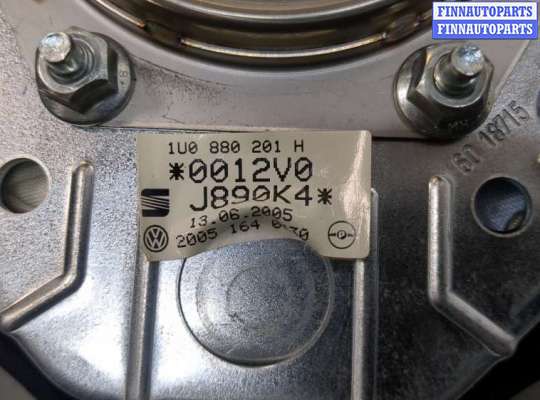 FINNAUTOPARTS
FINNAUTOPARTS
1U0 880 201 H
*0012V0
J890K4*
13.06.2005
2005 164